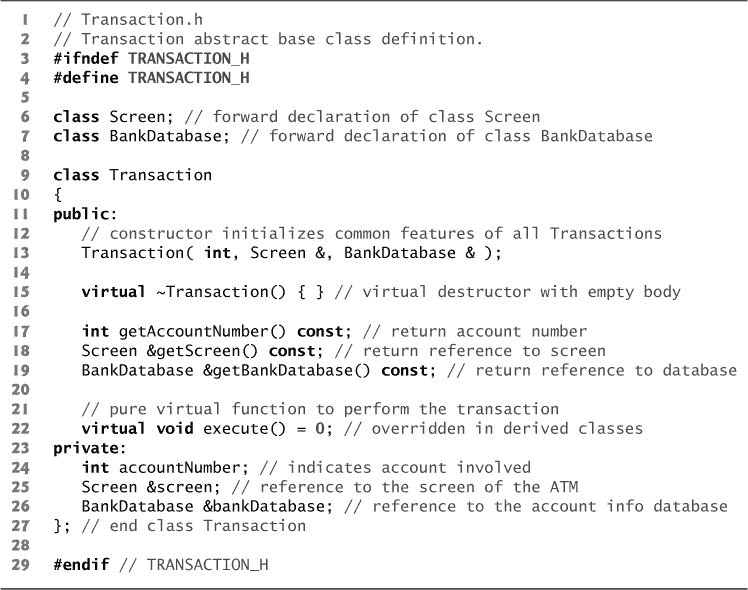 1 // Transaction.h
2 // Transaction abstract base class definition.
3 #ifndef TRANSACTION_H
4 #define TRANSACTION_H
5
6 class Screen; // forward declaration of class Screen
7 class BankDatabase; // forward declaration of class BankDatabase
8
9 class Transaction
10 {
11 public:
12    // constructor initializes common features of all Transactions
13    Transaction( int, Screen &, BankDatabase & );
14
15    virtual ~Transaction() { } // virtual destructor with empty body
16
17    int getAccountNumber() const; // return account number
18    Screen &getScreen() const; // return reference to screen
19    BankDatabase &getBankDatabase() const; // return reference to database
20
21    // pure virtual function to perform the transaction
22    virtual void execute() = 0; // overridden in derived classes
23 private:
24    int accountNumber; // indicates account involved
25    Screen &screen; // reference to the screen of the ATM
26    BankDatabase &bankDatabase; // reference to the account info database
27 }; // end class Transaction
28
29 #endif // TRANSACTION_H